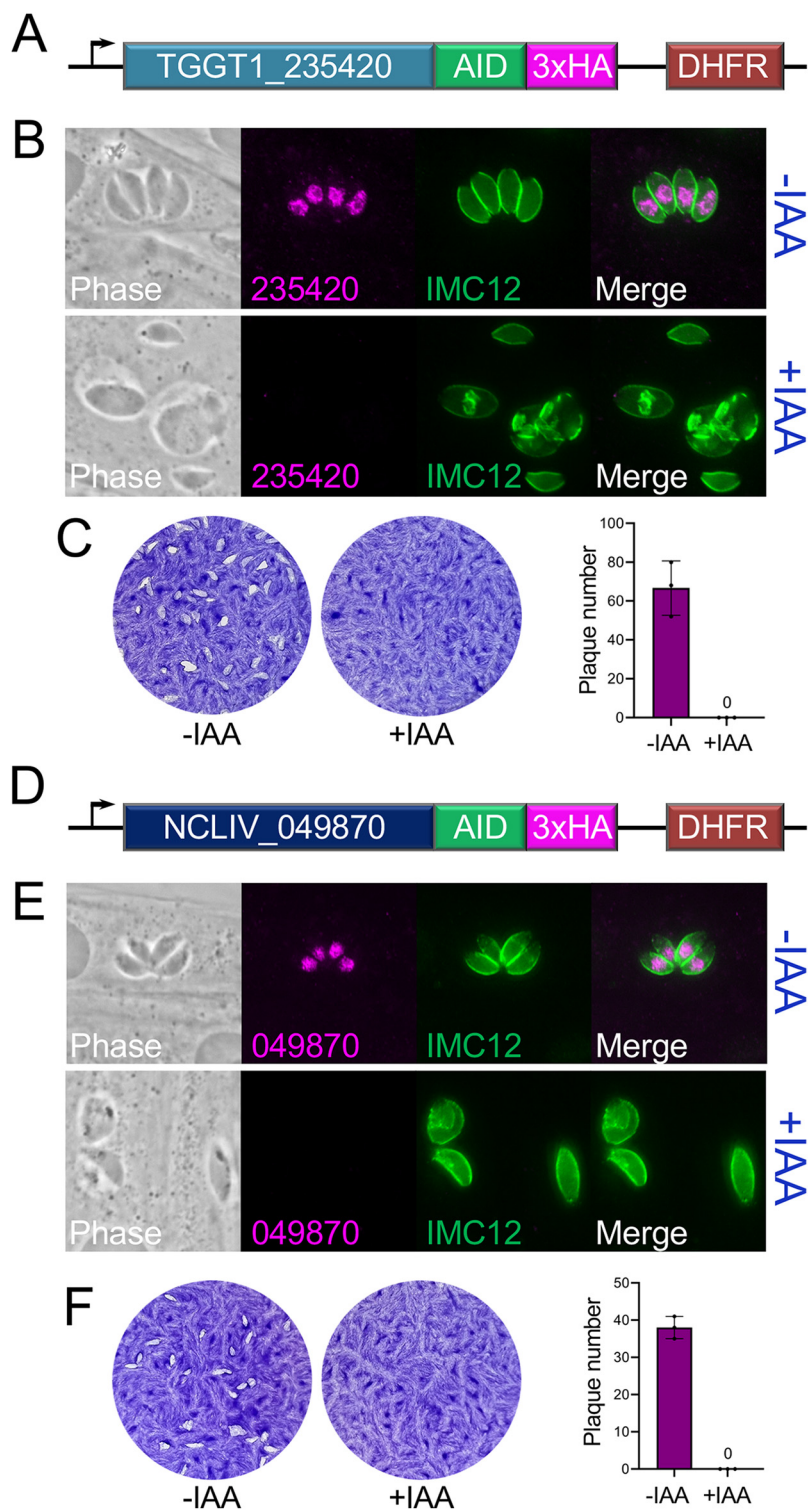 A
TGGT1_235420 AID 3xHA DHFR
B
Phase 235420 IMC12 Merge
-IAA
Phase 235420 IMC12 Merge
+IAA
C
-IAA +IAA
Plaque number
100
80
60
40
20
0
0
-IAA +IAA
D
NCLIV_049870 AID 3xHA DHFR
E
Phase 049870 IMC12 Merge
-IAA
Phase 049870 IMC12 Merge
+IAA
F
-IAA +IAA
Plaque number
50
40
30
20
10
0
0
-IAA +IAA